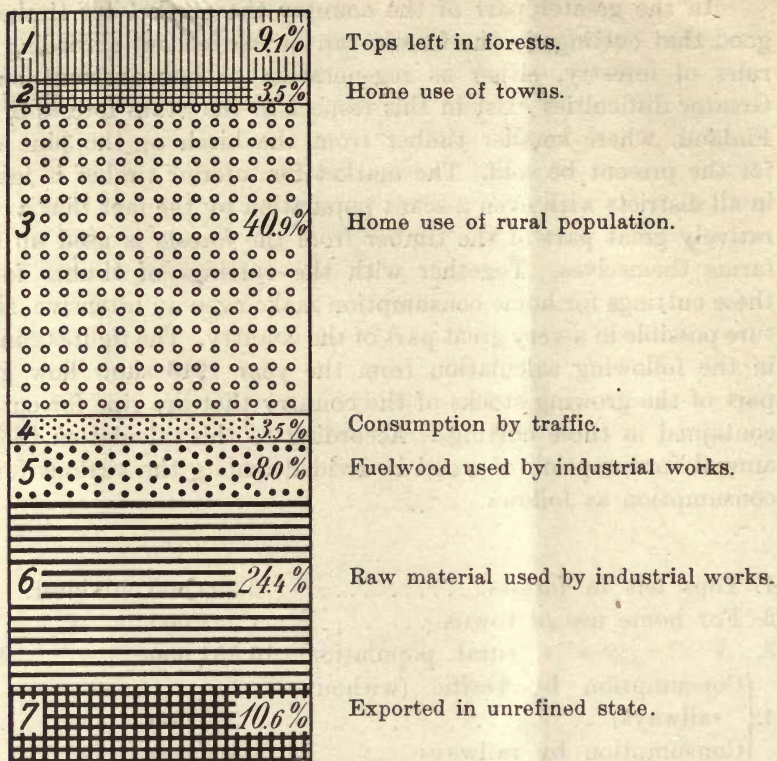 1 9.1% Tops left in forests.
2 3.5% Home use of towns.
3 40.9% Home use of rural population.
4 3.5% Consumption by traffic.
5 8.0% Fuelwood used by industrial works.
6 24.4% Raw material used by industrial works.
7 10.6% Exported in unrefined state.